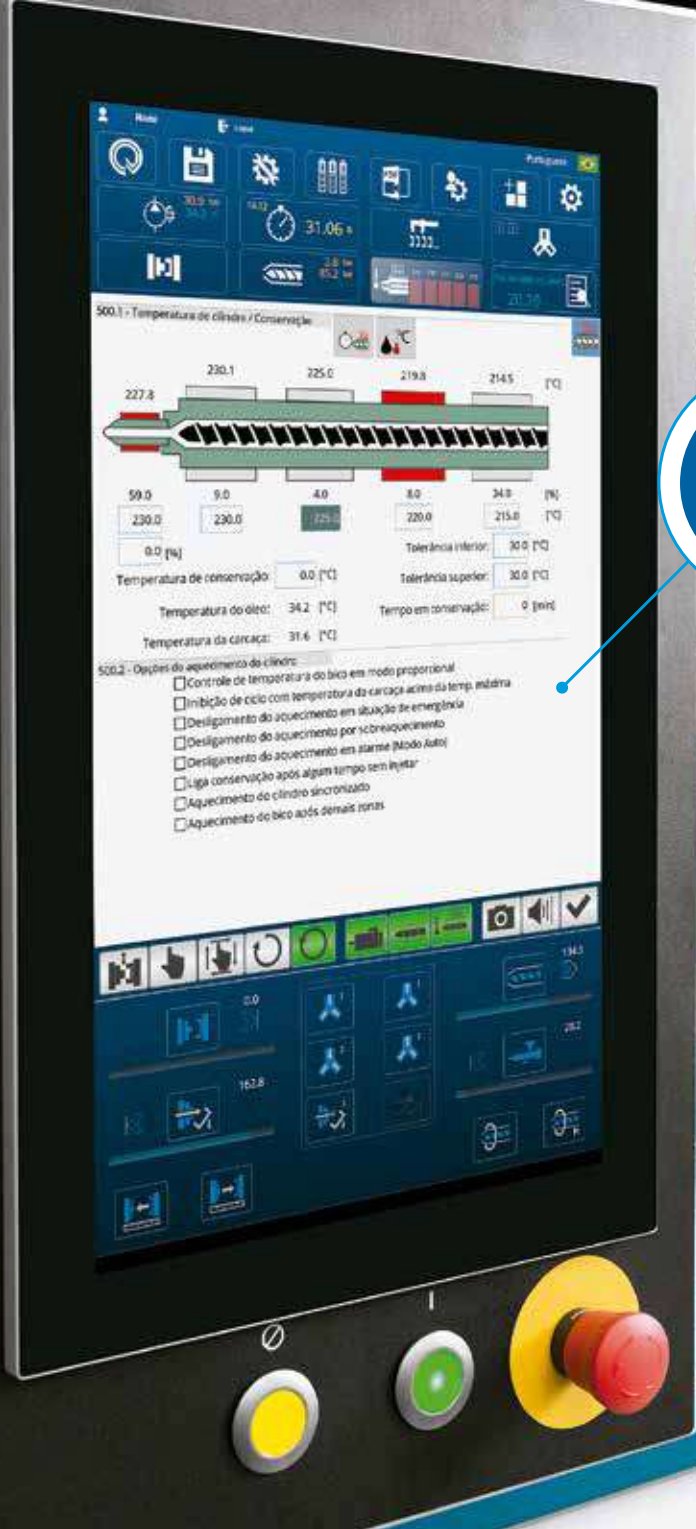 Português
31.06 s
500.1 - Temperatura de cilindro / Conservação
°C
227.8 230.1 225.0 219.8 214.5 [°C]
59.0 9.0 4.0 8.0 34.0 [%]
230.0 230.0 225.0 220.0 215.0 [°C]
0.0 [%]
Tolerância inferior: 30.0 [°C]
Temperatura de conservação: 0.0 [°C]
Tolerância superior: 30.0 [°C]
Temperatura do óleo: 34.2 [°C]
Tempo em conservação: 0 [min]
Temperatura da carcaça: 31.6 [°C]
500.2 - Opções do aquecimento do cilindro
Controle de temperatura do bico em modo proporcional
Inibição de ciclo com temperatura da carcaça acima da temp. máxima
Desligamento do aquecimento em situação de emergência
Desligamento do aquecimento por sobreaquecimento
Desligamento do aquecimento em alarme (Modo Auto)
Liga conservação após algum tempo sem injetar
Aquecimento do cilindro sincronizado
Aquecimento do bico após demais zonas
0.0
162.8